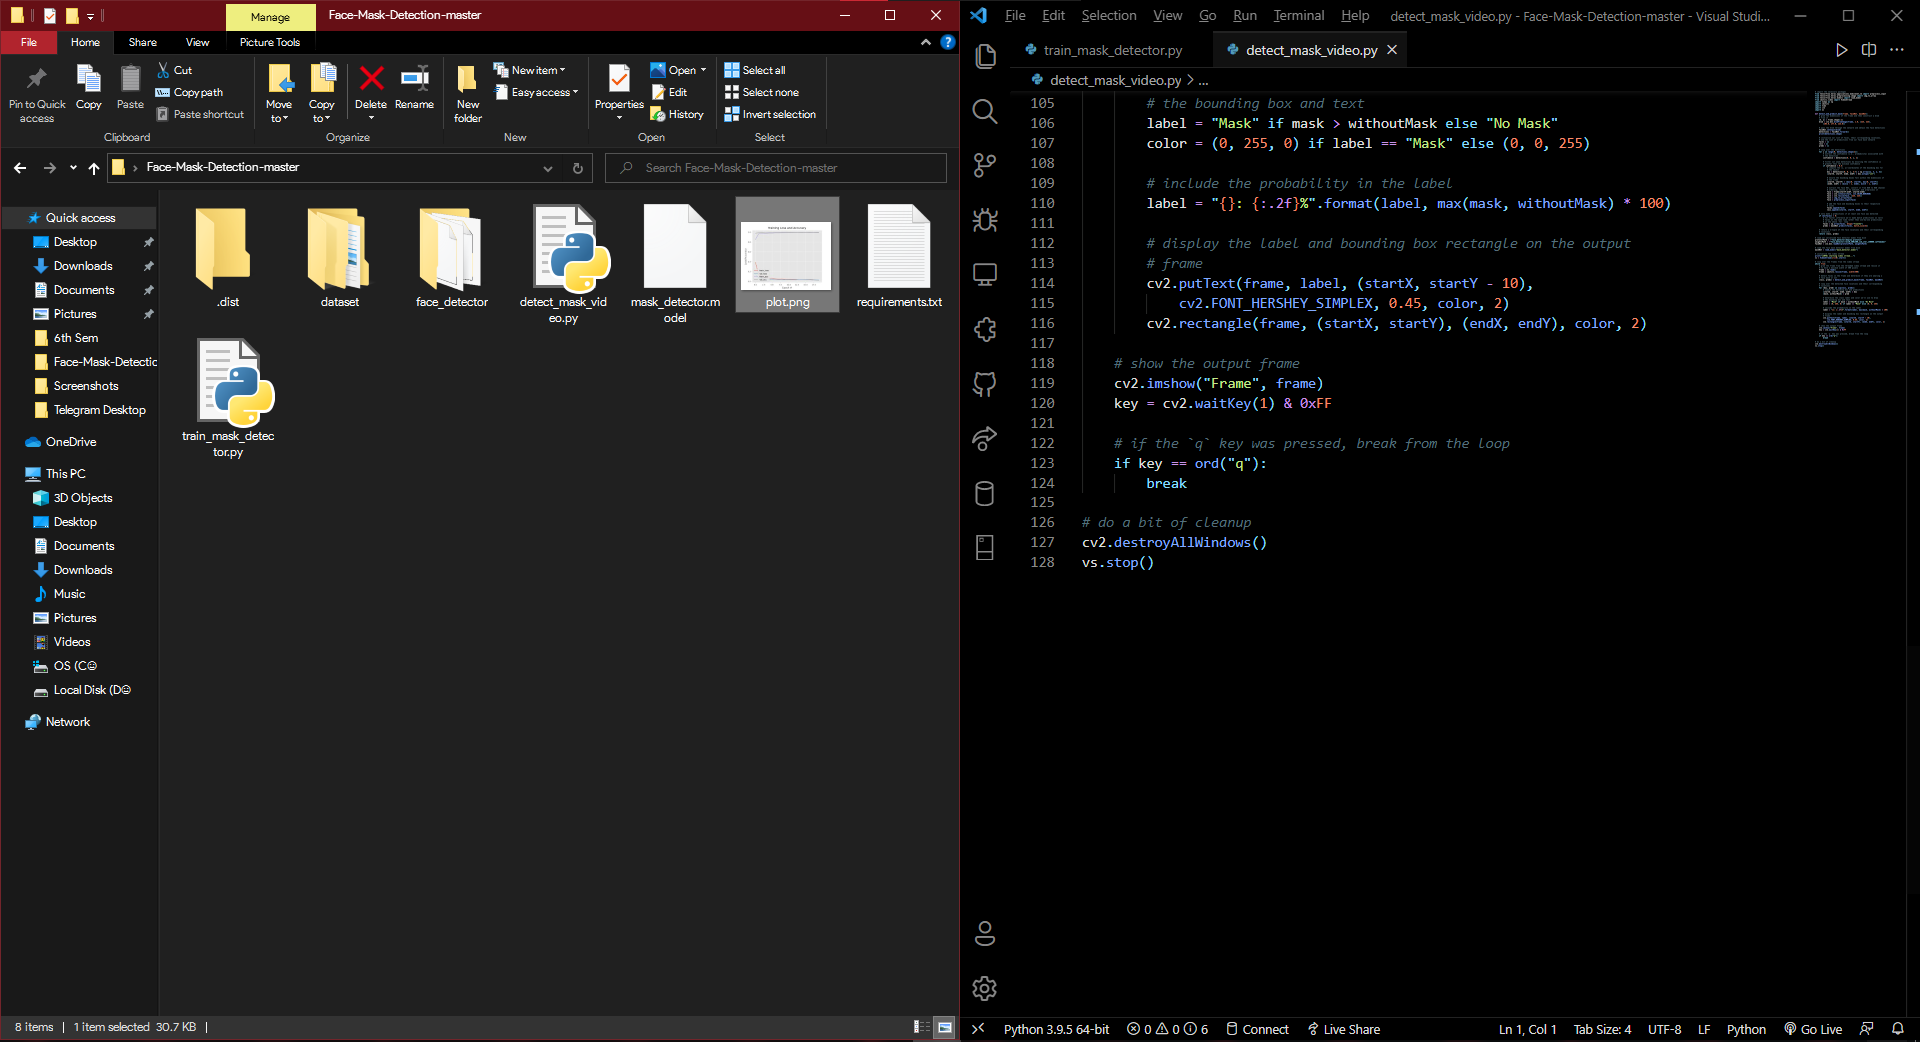 Manage
Face-Mask-Detection-master
File
Home
Share
View
Picture Tools
Pin to Quick access
Copy
Paste
Cut
Copy path
Paste shortcut
Clipboard
Move to
Copy to
Delete
Rename
Organize
New folder
New item
Easy access
New
Properties
Open
Edit
History
Open
Select all
Select none
Invert selection
Select
Face-Mask-Detection-master
Search Face-Mask-Detection-master
Quick access
Desktop
Downloads
Documents
Pictures
6th Sem
Face-Mask-Detectic
Screenshots
Telegram Desktop
OneDrive
This PC
3D Objects
Desktop
Documents
Downloads
Music
Pictures
Videos
OS (C☺
Local Disk (D☺
Network
.dist
dataset
face_detector
detect_mask_vid
eo.py
mask_detector.m
odel
plot.png
requirements.txt
train_mask_detec
tor.py
8 items | 1 item selected 30.7 KB |
File Edit Selection View Go Run Terminal Help detect_mask_video.py - Face-Mask-Detection-master - Visual Studi...
train_mask_detector.py
detect_mask_video.py
detect_mask_video.py > ...
105 # the bounding box and text
106 label = "Mask" if mask > withoutMask else "No Mask"
107 color = (0, 255, 0) if label == "Mask" else (0, 0, 255)
108
109 # include the probability in the label
110 label = "{}: {:.2f}%".format(label, max(mask, withoutMask) * 100)
111
112 # display the label and bounding box rectangle on the output
113 # frame
114 cv2.putText(frame, label, (startX, startY - 10),
115 cv2.FONT_HERSHEY_SIMPLEX, 0.45, color, 2)
116 cv2.rectangle(frame, (startX, startY), (endX, endY), color, 2)
117
118 # show the output frame
119 cv2.imshow("Frame", frame)
120 key = cv2.waitKey(1) & 0xFF
121
122 # if the `q` key was pressed, break from the loop
123 if key == ord("q"):
124 break
125
126 # do a bit of cleanup
127 cv2.destroyAllWindows()
128 vs.stop()
Python 3.9.5 64-bit 0 0 6 Connect Live Share Ln 1, Col 1 Tab Size: 4 UTF-8 LF Python Go Live